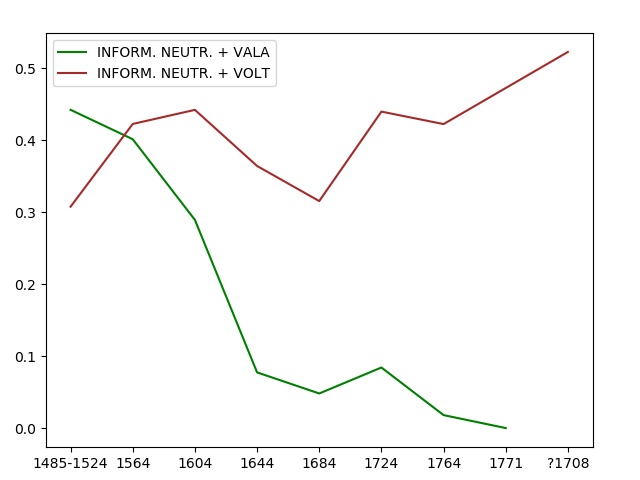 INFORM. NEUTR. + VALA
INFORM. NEUTR. + VOLT
0.5
0.4
0.3
0.2
0.1
0.0
1485-1524 1564 1604 1644 1684 1724 1764 1771 ?1708